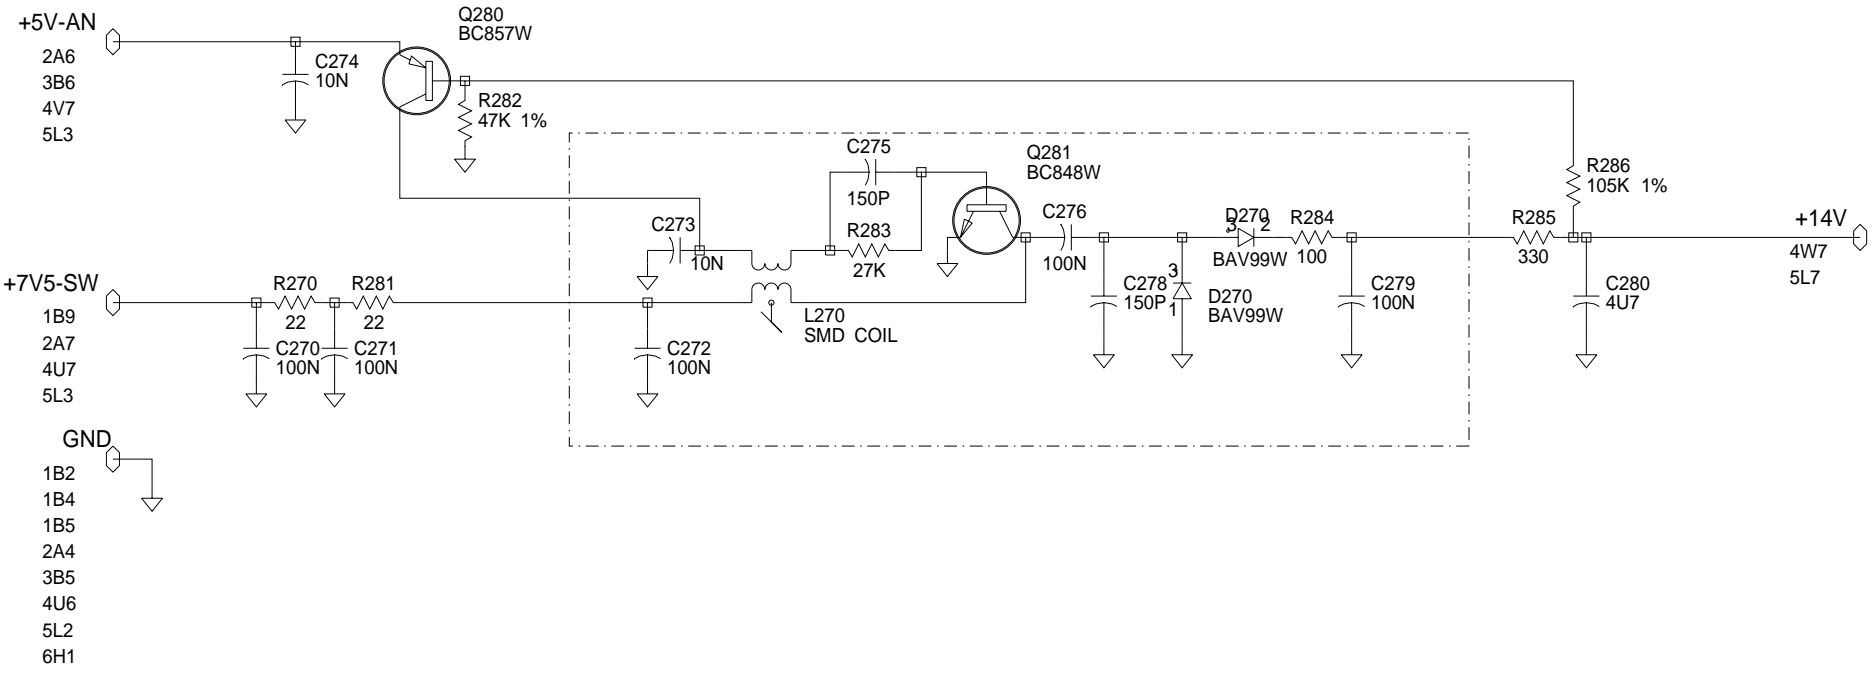 +5V-AN
2A6
3B6
4V7
5L3
C274
10N
Q280
BC857W
R282
47K 1%
C275
150P
R283
27K
Q281
BC848W
C273
10N
C276
100N
D270
3 2
BAV99W
R284
100
R285
330
R286
105K 1%
+14V
4W7
5L7
+7V5-SW
1B9
2A7
4U7
5L3
R270
22
R281
22
C270
100N
C271
100N
C272
100N
L270
SMD COIL
C278
150P
3
1
D270
BAV99W
C279
100N
C280
4U7
GND
1B2
1B4
1B5
2A4
3B5
4U6
5L2
6H1